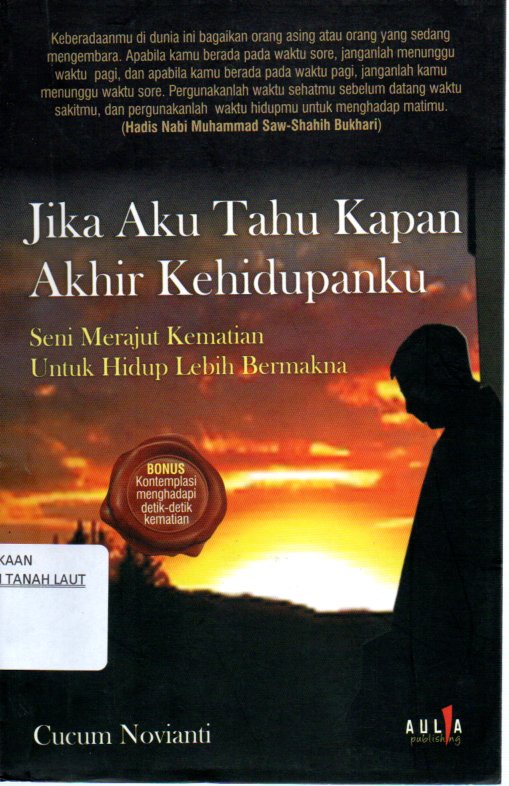 Keberadaanmu di dunia ini bagaikan orang asing atau orang yang sedang
mengembara. Apabila kamu berada pada waktu sore, janganlah menunggu
waktu pagi, dan apabila kamu berada pada waktu pagi, janganlah kamu
menunggu waktu sore. Pergunakanlah waktu sehatmu sebelum datang waktu
sakitmu, dan pergunakanlah waktu hidupmu untuk menghadap matimu.
(Hadis Nabi Muhammad Saw-Shahih Bukhari)
Jika Aku Tahu Kapan
Akhir Kehidupanku
Seni Merajut Kematian
Untuk Hidup Lebih Bermakna
BONUS
Kontemplasi
menghadapi
detik-detik
kematian
KAAN
TANAH LAUT
Cucum Novianti
AULIA
publishing